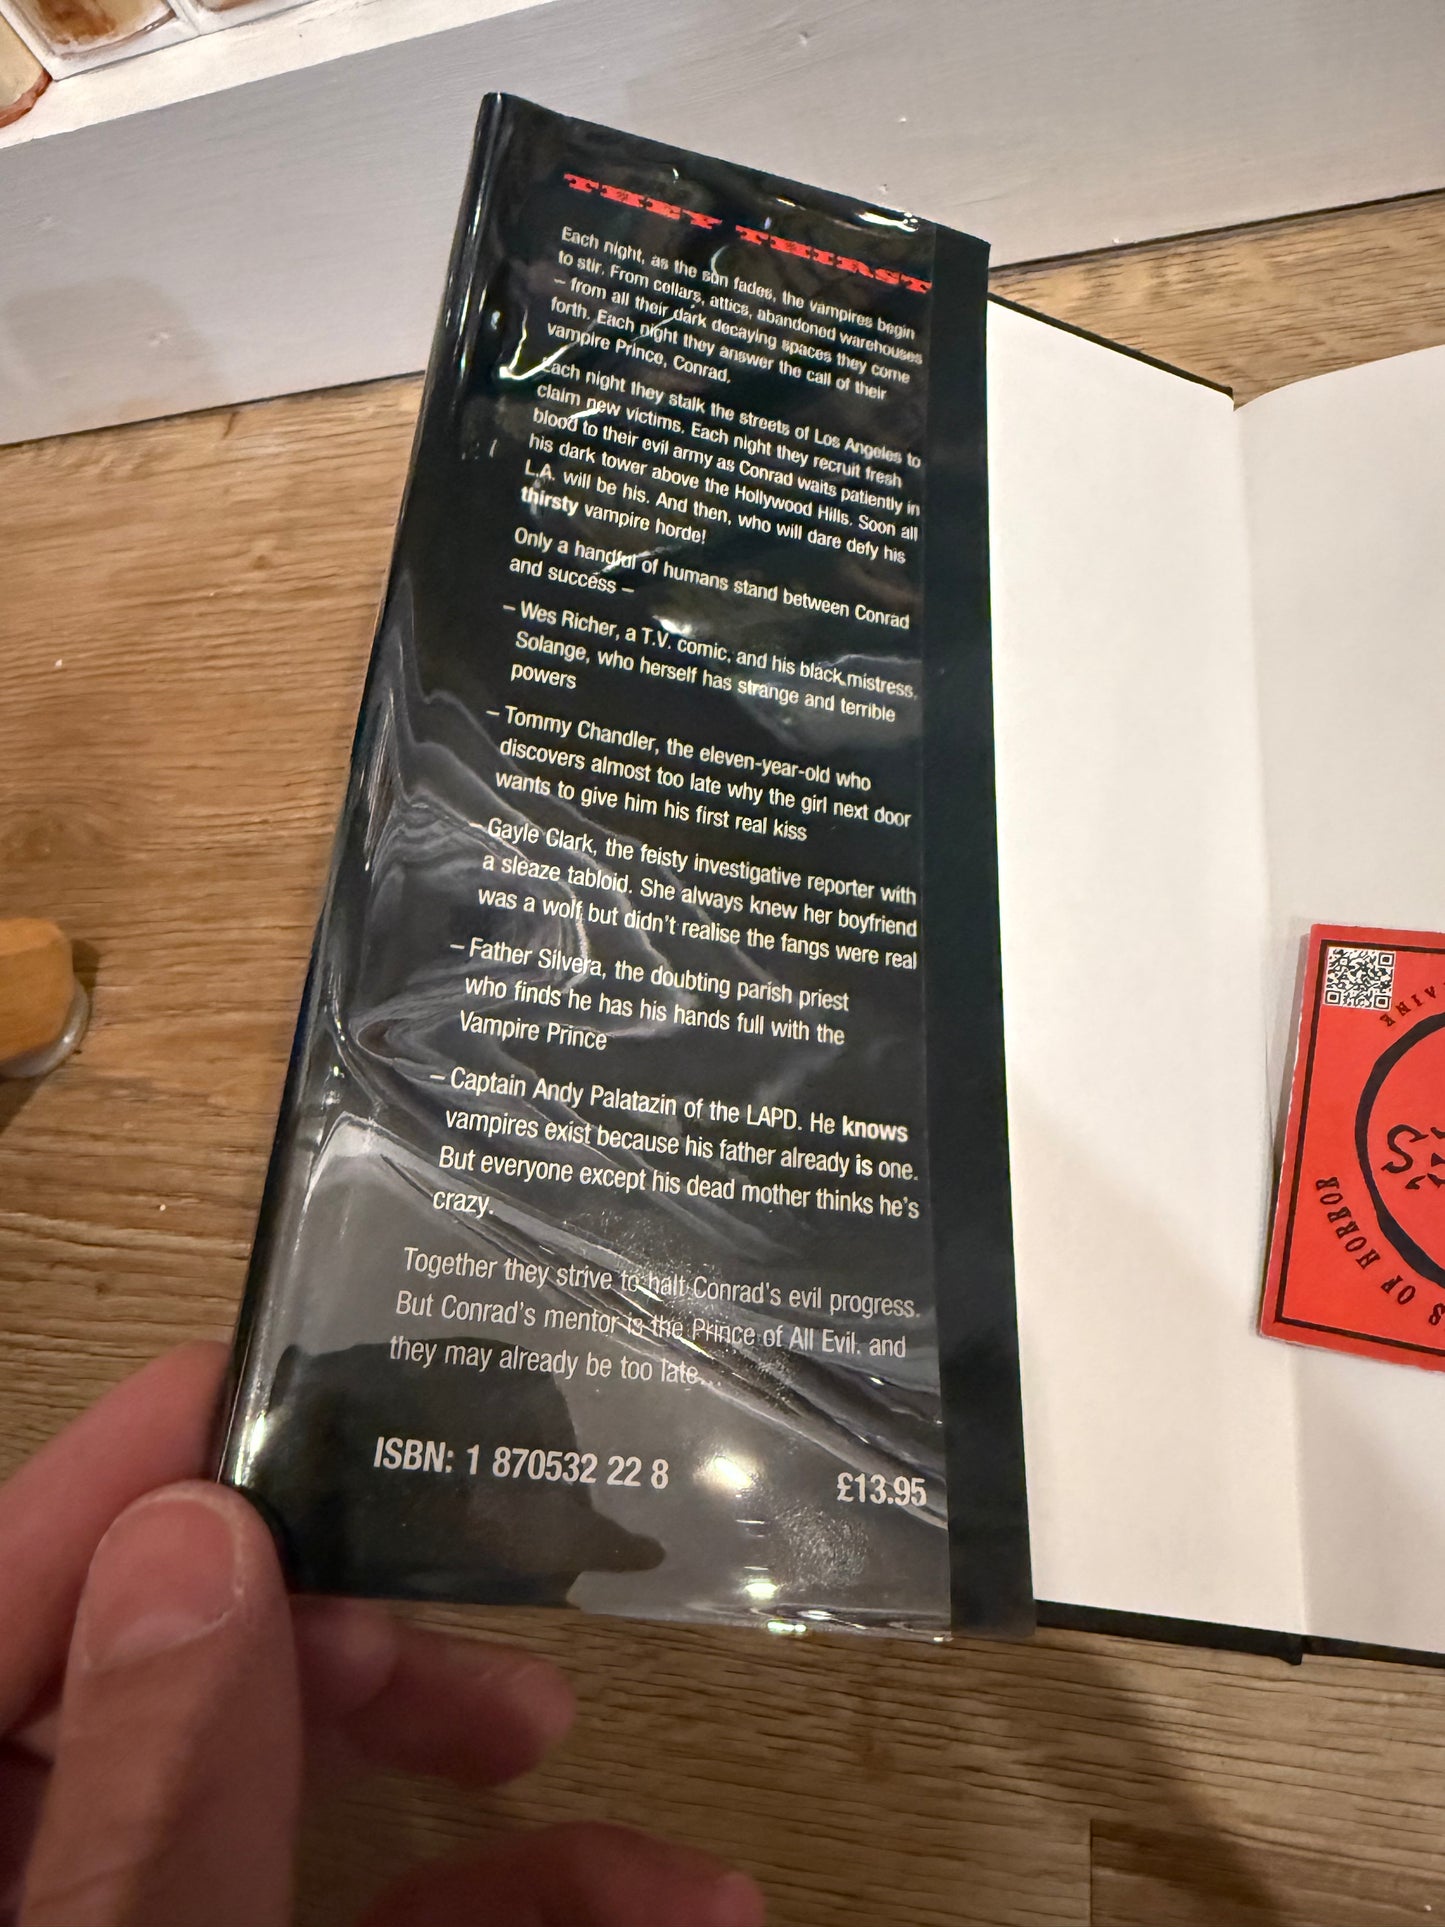 THEY THIRST
Each night, as the sun fades, the vampires begin
to stir. From cellars, attics, abandoned warehouses
– from all their dark decaying spaces they come
forth. Each night they answer the call of their
vampire Prince, Conrad,
Each night they stalk the streets of Los Angeles to
claim new victims. Each night they recruit fresh
blood to their evil army as Conrad waits patiently in
his dark tower above the Hollywood Hills. Soon all
L.A. will be his. And then, who will dare defy his
thirsty vampire horde!
Only a handful of humans stand between Conrad
and success –
– Wes Richer, a T.V. comic, and his black mistress,
Solange, who herself has strange and terrible
powers
– Tommy Chandler, the eleven-year-old who
discovers almost too late why the girl next door
wants to give him his first real kiss
– Gayle Clark, the feisty investigative reporter with
a sleaze tabloid. She always knew her boyfriend
was a wolf but didn't realise the fangs were real
– Father Silvera, the doubting parish priest
who finds he has his hands full with the
Vampire Prince
– Captain Andy Palatazin of the LAPD. He knows
vampires exist because his father already is one.
But everyone except his dead mother thinks he's
crazy.
Together they strive to halt Conrad's evil progress.
But Conrad's mentor is the Prince of All Evil. and
they may already be too late...
ISBN: 1 870532 22 8
£13.95
OF HORROR